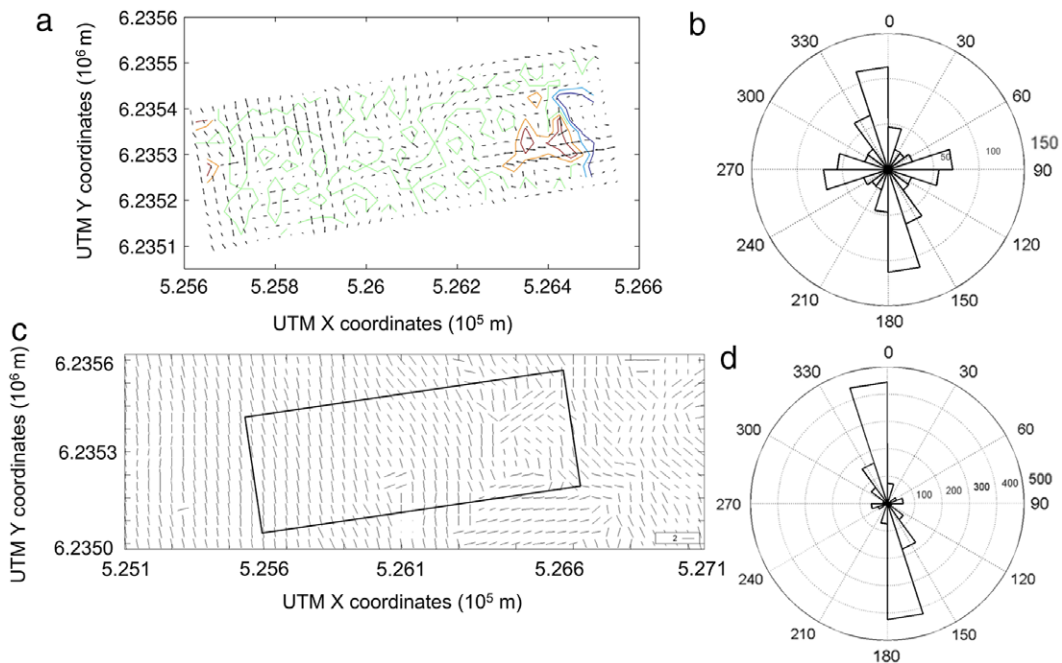 a
6.2356
6.2355
6.2354
6.2353
6.2352
6.2351
UTM Y coordinates (10⁶ m)
5.256 5.258 5.26 5.262 5.264 5.266
UTM X coordinates (10⁵ m)
b
0
330 30
300 60
270 50 100 150 90
240 120
210 150
180
c
6.2356
6.2353
6.2350
UTM Y coordinates (10⁶ m)
2
5.251 5.256 5.261 5.266 5.271
UTM X coordinates (10⁵ m)
d
0
330 30
300 60
270 100 200 300 400 500 90
240 120
210 150
180